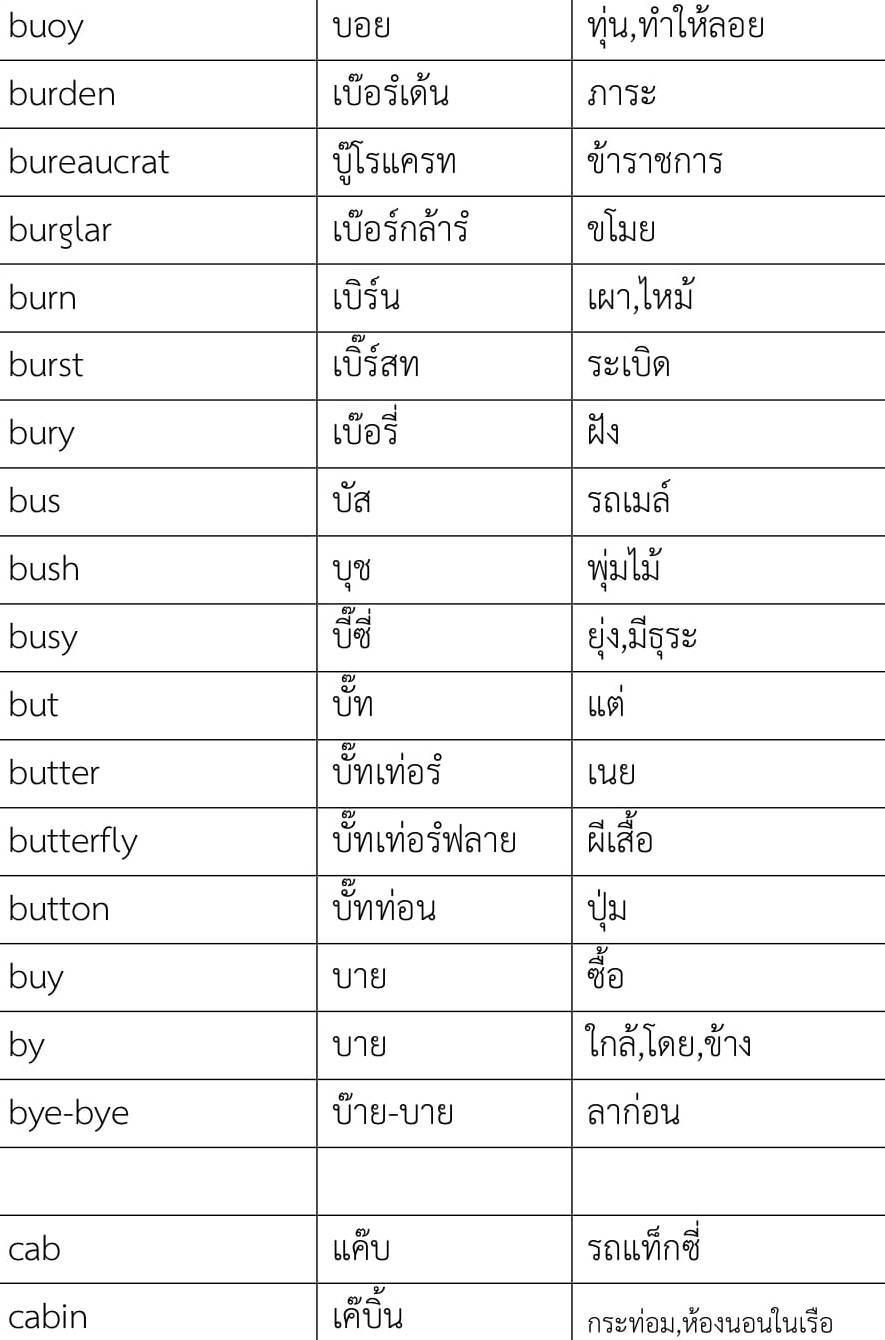 buoy บอย ทุ่น,ทำให้ลอย
burden เบ๊อรํเด้น ภาระ
bureaucrat บู๊โรแครท ข้าราชการ
burglar เบ๊อร์กล้ารํ ขโมย
burn เบิร์น เผา,ไหม้
burst เบิ๊ร์สท ระเบิด
bury เบ๊อรี่ ฝัง
bus บัส รถเมล์
bush บุช พุ่มไม้
busy บี๊ซี่ ยุ่ง,มีธุระ
but บั๊ท แต่
butter บั๊ทเท่อรํ เนย
butterfly บั๊ทเท่อรํฟลาย ผีเสื้อ
button บั๊ทท่อน ปุ่ม
buy บาย ซื้อ
by บาย ใกล้,โดย,ข้าง
bye-bye บ๊าย-บาย ลาก่อน
cab แค๊บ รถแท็กซี่
cabin เค๊บิ้น กระท่อม,ห้องนอนในเรือ